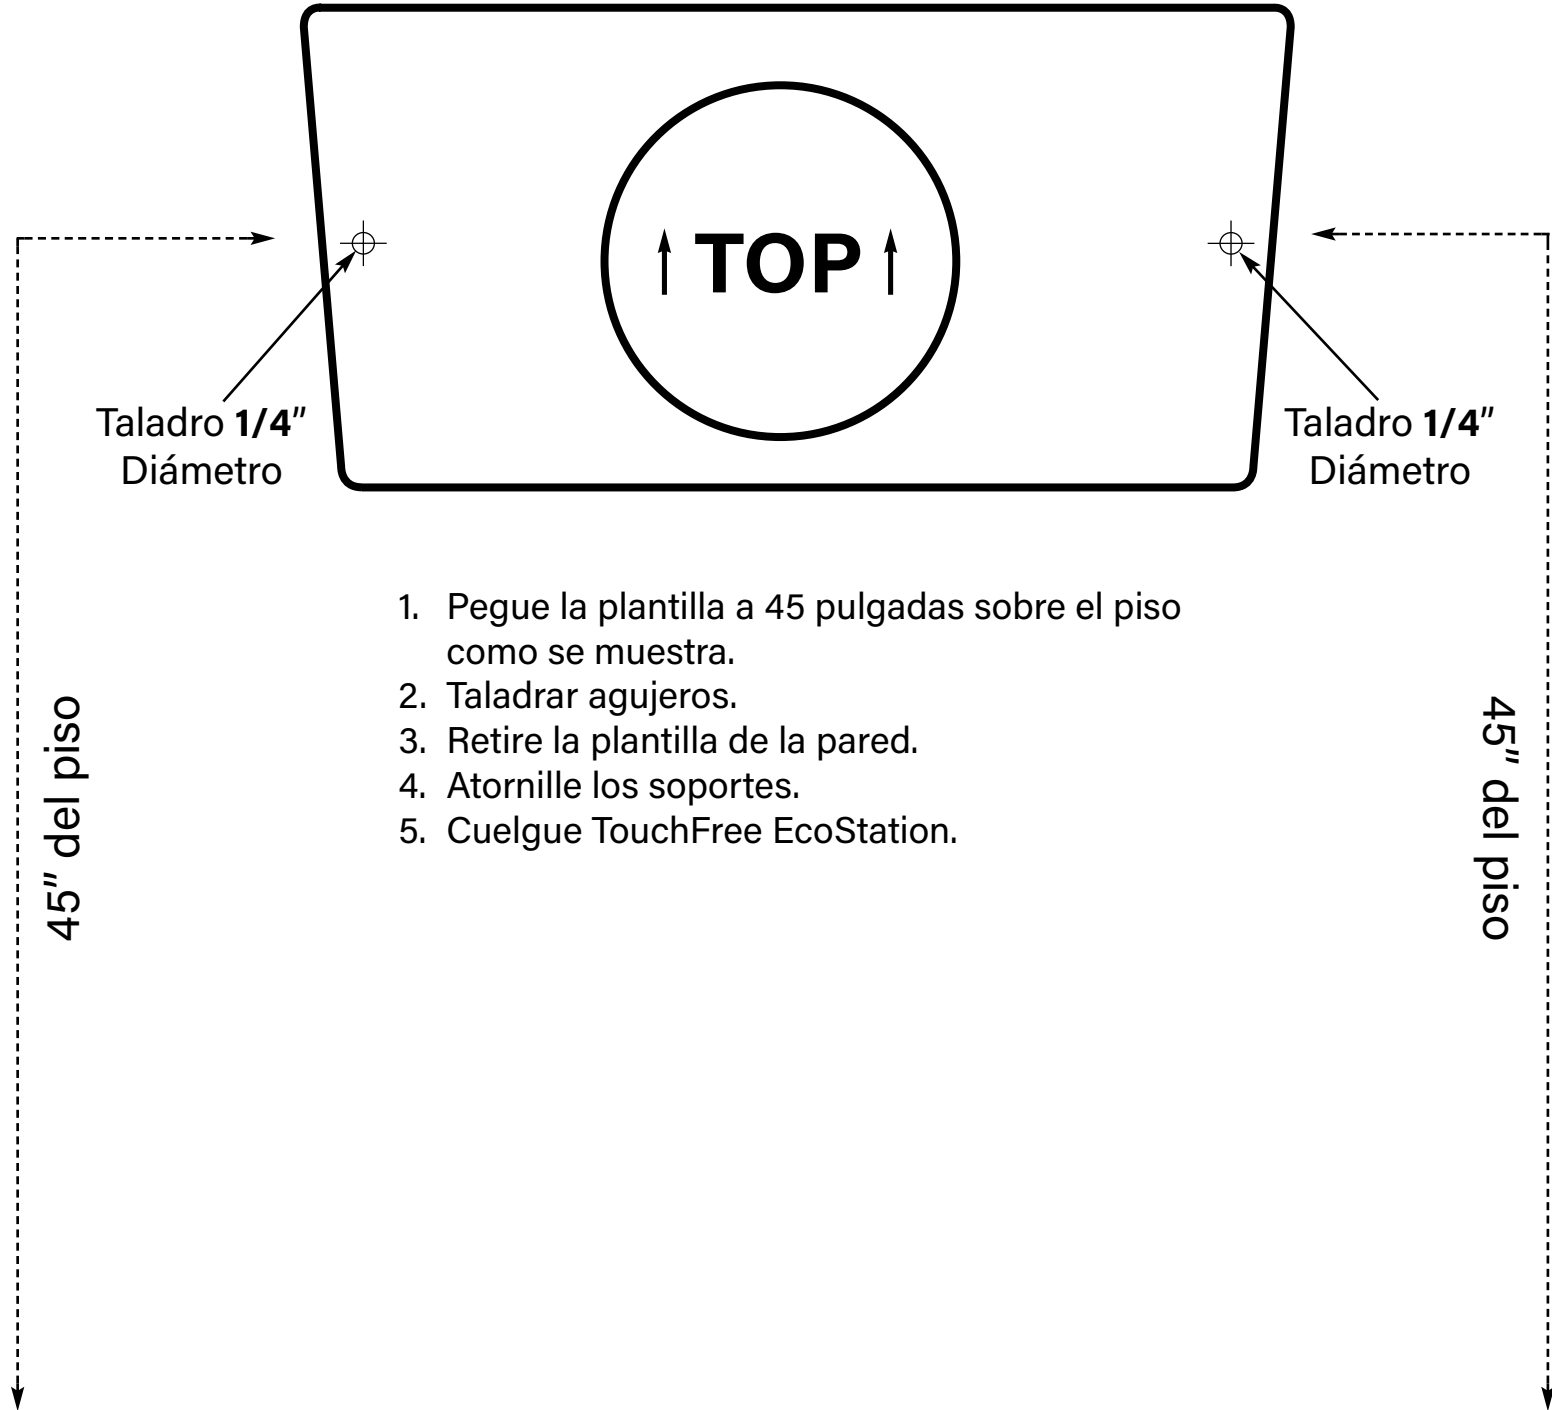 TOP
Taladro 1/4"
Diámetro
Taladro 1/4"
Diámetro
1. Pegue la plantilla a 45 pulgadas sobre el piso
como se muestra.
2. Taladrar agujeros.
3. Retire la plantilla de la pared.
4. Atornille los soportes.
5. Cuelgue TouchFree EcoStation.
45" del piso
45" del piso